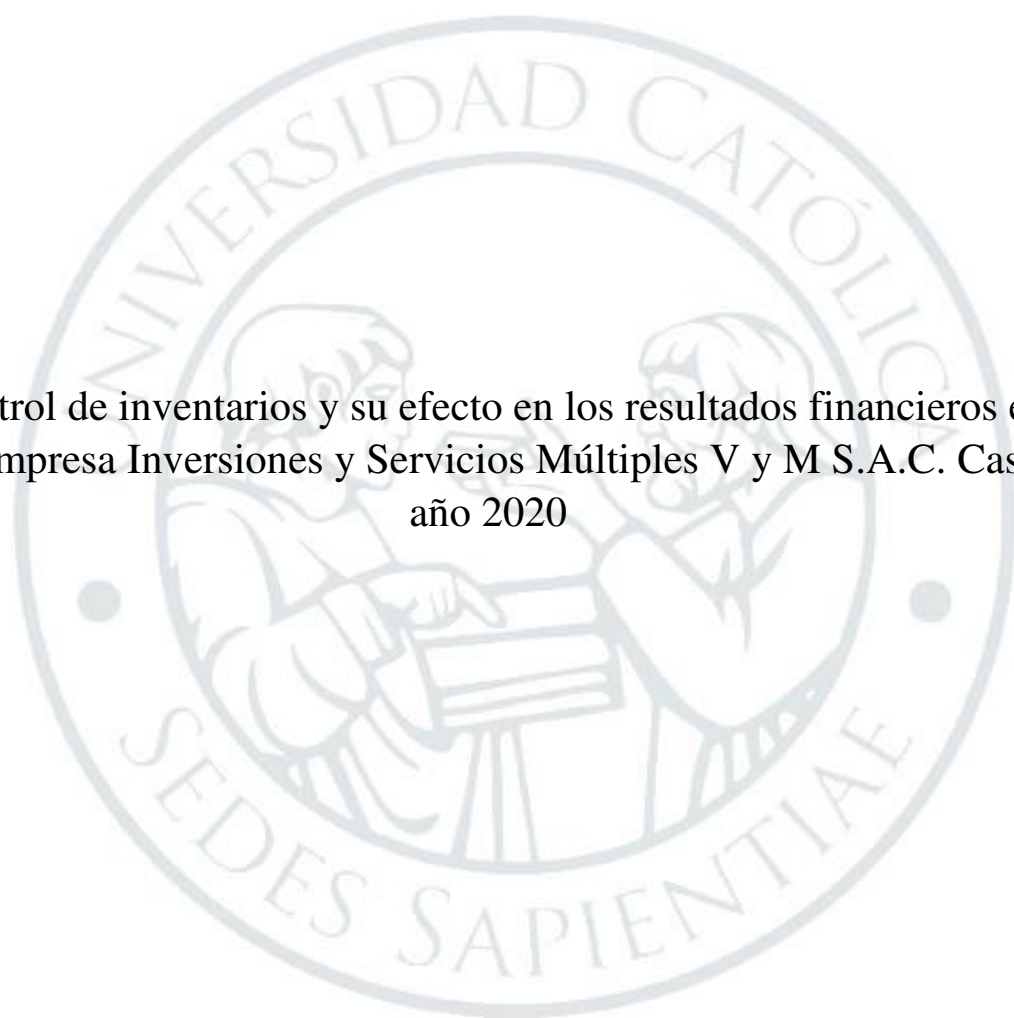 UNIVERSIDAD CATÓLICA
trol de inventarios y su efecto en los resultados financieros
mpresa Inversiones y Servicios Múltiples V y M S.A.C. Cas
año 2020
SEDES SAPIENTIAE